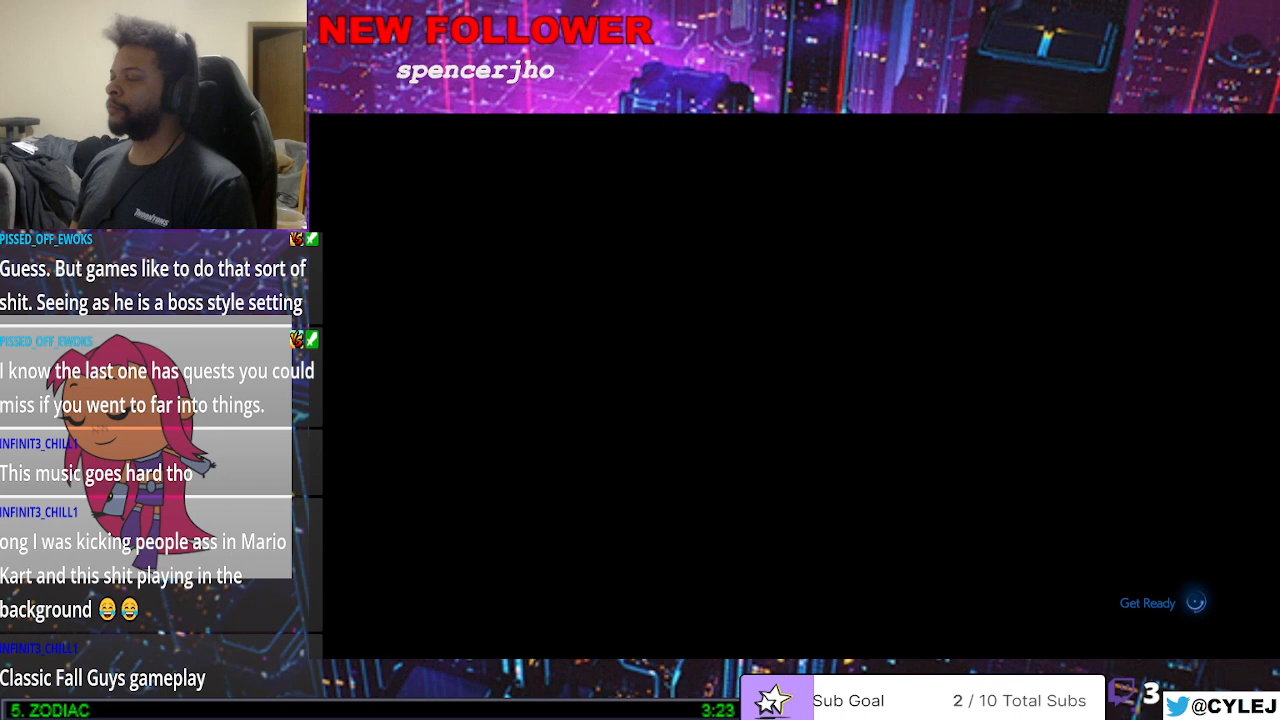 NEW FOLLOWER
spencerjho
PISSED_OFF_EWOKS
Guess. But games like to do that sort of
shit. Seeing as he is a boss style setting
PISSED_OFF_EWOKS
I know the last one has quests you could
miss if you went to far into things.
INFINIT3_CHILL1
This music goes hard tho
INFINIT3_CHILL1
ong I was kicking people ass in Mario
Kart and this shit playing in the
background 😂😂
INFINIT3_CHILL1
Classic Fall Guys gameplay
Get Ready
5. ZODIAC 3:23
Sub Goal 2 / 10 Total Subs
3
@CYLEJ